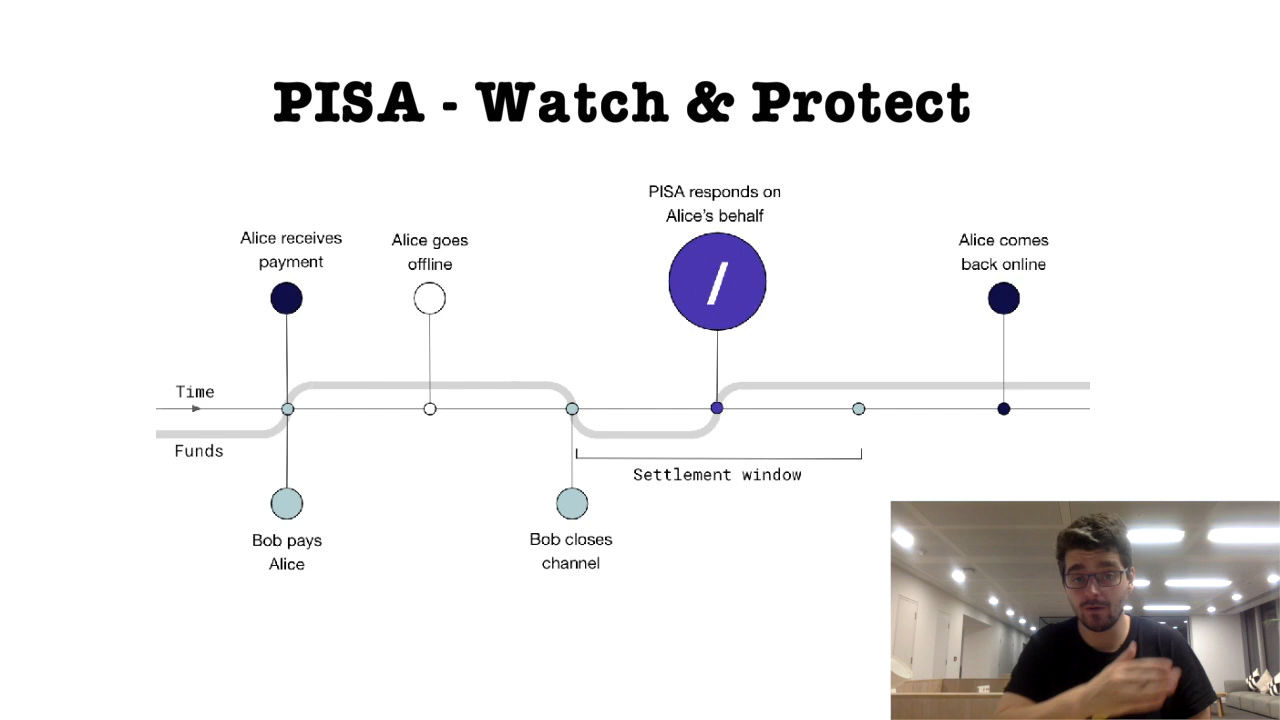 PISA - Watch & Protect
PISA responds on
Alice's behalf
Alice receives
payment
Alice goes
offline
Alice comes
back online
/
Time
Funds
Settlement window
Bob pays
Alice
Bob closes
channel